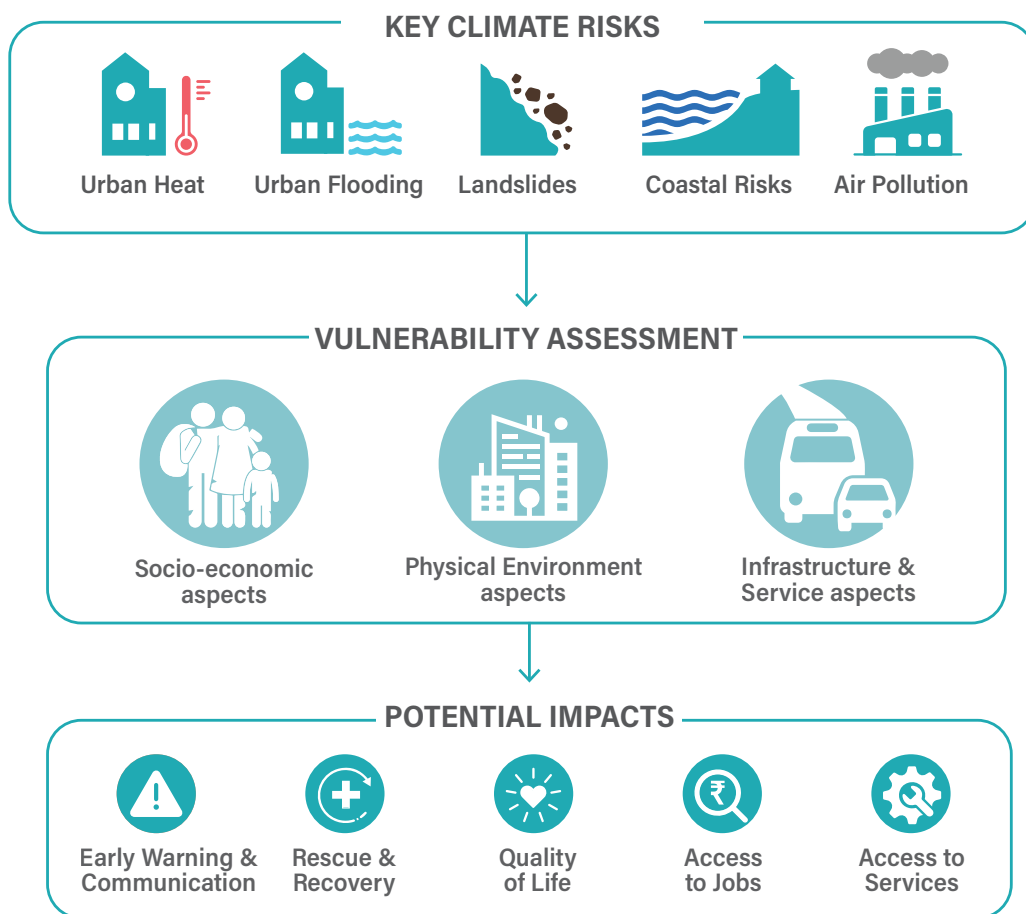 KEY CLIMATE RISKS
Urban Heat
Urban Flooding
Landslides
Coastal Risks
Air Pollution
VULNERABILITY ASSESSMENT
Socio-economic
aspects
Physical Environment
aspects
Infrastructure &
Service aspects
POTENTIAL IMPACTS
₹
Early Warning &
Communication
Rescue &
Recovery
Quality
of Life
Access
to Jobs
Access to
Services